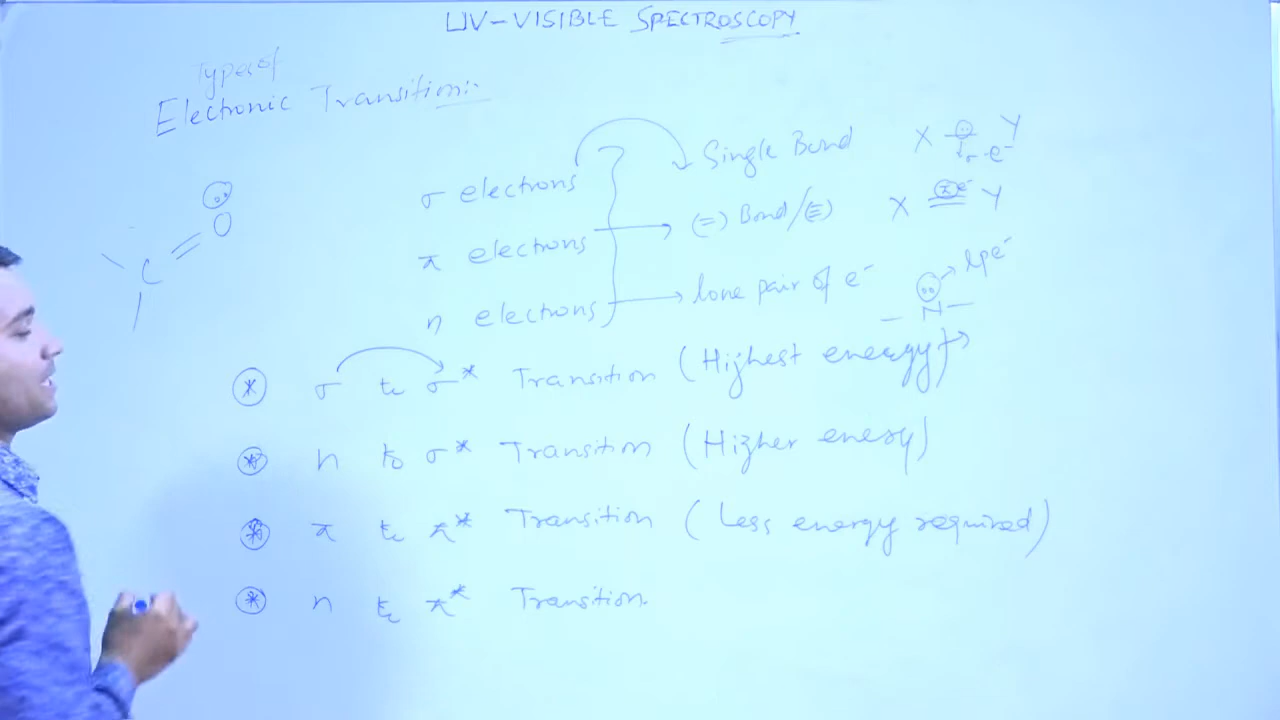 UV-VISIBLE SPECTROSCOPY
Types of
Electronic Transition:-
σ electrons
Single Bond
X — Y
σ e⁻
π electrons
(=) Bond/(≡)
X = Y
π e⁻
n electrons
lone pair of e⁻
— N —
lp e⁻
C = O
* σ to σ* Transition (Highest energy)
* n to σ* Transition (Higher energy)
* π to π* Transition (Less energy required)
* n to π* Transition.